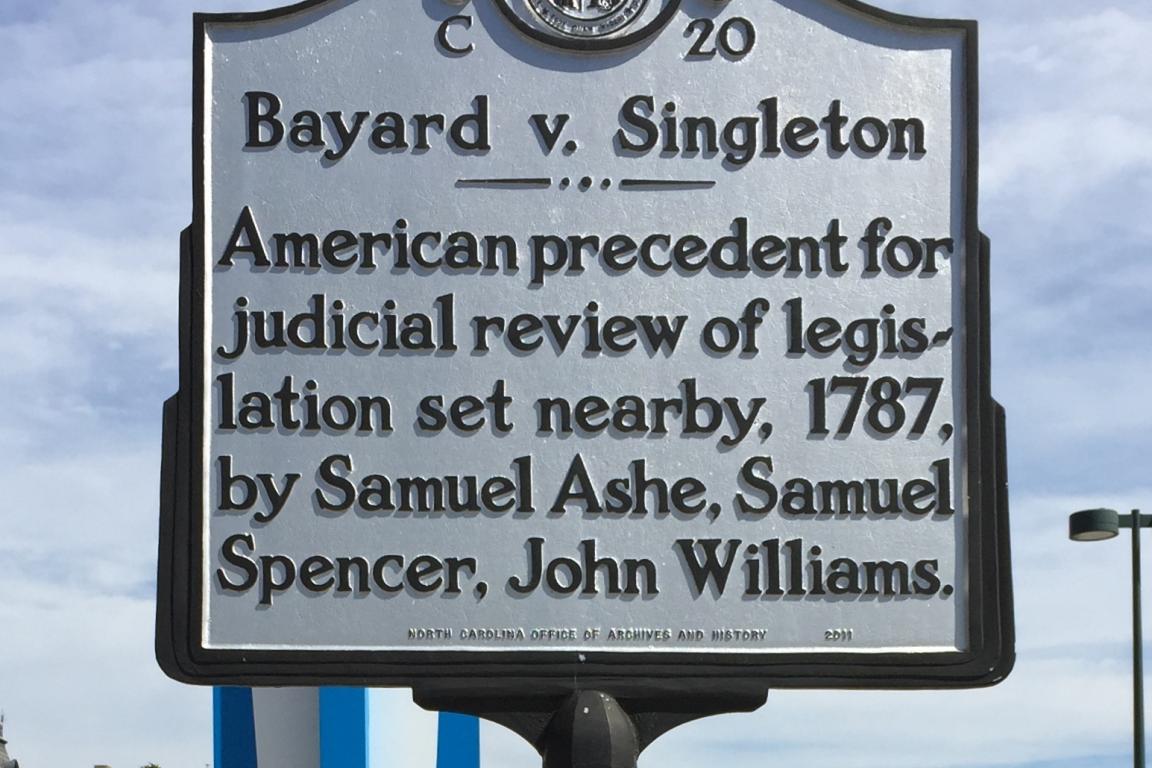 C 20
Bayard v. Singleton
American precedent for
judicial review of legis-
lation set nearby, 1787,
by Samuel Ashe, Samuel
Spencer, John Williams.
NORTH CAROLINA OFFICE OF ARCHIVES AND HISTORY 2011